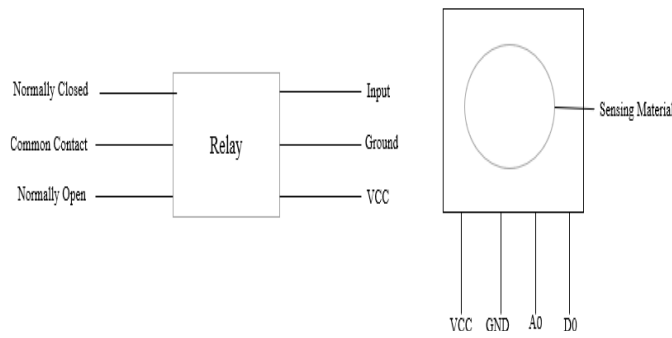 Normally Closed
Common Contact
Normally Open
Relay
Input
Ground
VCC
Sensing Material
VCC GND A0 D0